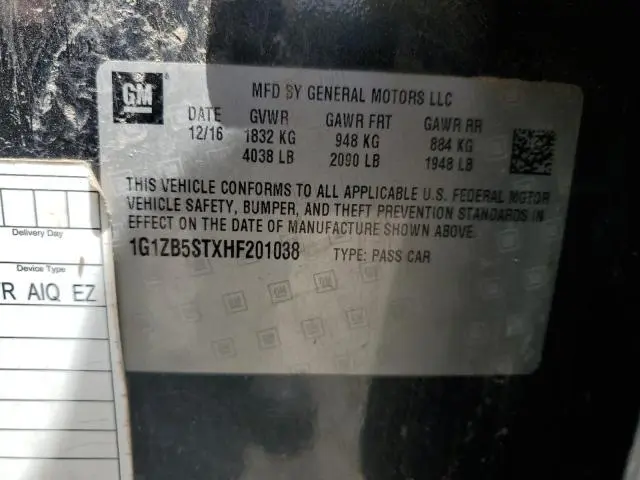 GM
MFD BY GENERAL MOTORS LLC
DATE GVWR GAWR FRT GAWR RR
12/16 1832 KG 948 KG 884 KG
4038 LB 2090 LB 1948 LB
THIS VEHICLE CONFORMS TO ALL APPLICABLE U.S. FEDERAL MOTOR
VEHICLE SAFETY, BUMPER, AND THEFT PREVENTION STANDARDS IN
EFFECT ON THE DATE OF MANUFACTURE SHOWN ABOVE.
1G1ZB5STXHF201038 TYPE: PASS CAR
Delivery Day
Device Type
R AIQ EZ